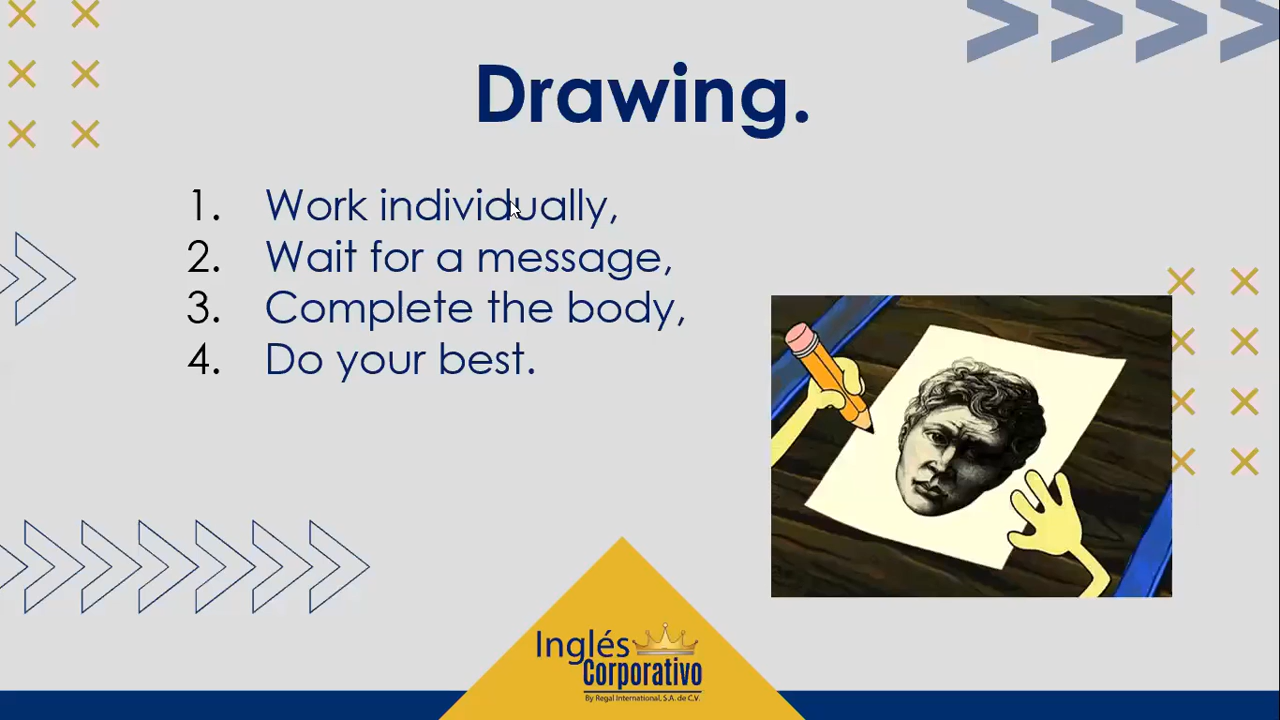 Drawing.
1. Work individually,
2. Wait for a message,
3. Complete the body,
4. Do your best.
Inglés
Corporativo
By Regal International, S.A. de C.V.